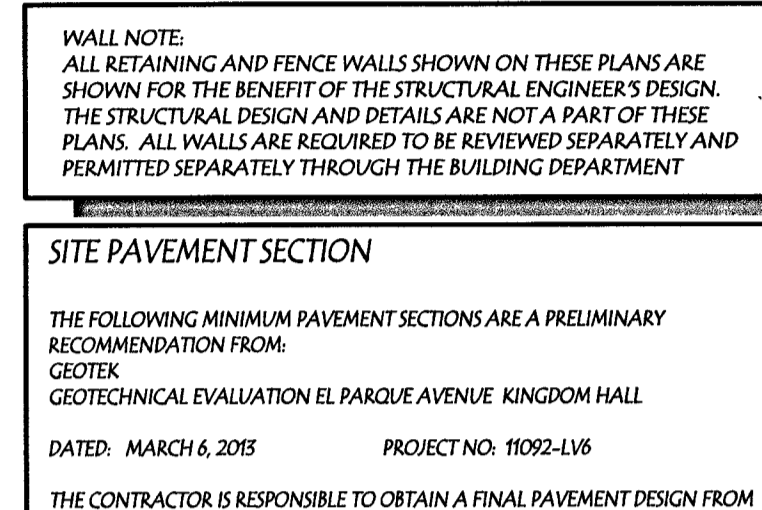 WALL NOTE:
ALL RETAINING AND FENCE WALLS SHOWN ON THESE PLANS ARE
SHOWN FOR THE BENEFIT OF THE STRUCTURAL ENGINEER'S DESIGN.
THE STRUCTURAL DESIGN AND DETAILS ARE NOT A PART OF THESE
PLANS. ALL WALLS ARE REQUIRED TO BE REVIEWED SEPARATELY AND
PERMITTED SEPARATELY THROUGH THE BUILDING DEPARTMENT
SITE PAVEMENT SECTION
THE FOLLOWING MINIMUM PAVEMENT SECTIONS ARE A PRELIMINARY
RECOMMENDATION FROM:
GEOTEK
GEOTECHNICAL EVALUATION EL PARQUE AVENUE KINGDOM HALL
DATED: MARCH 6, 2013 PROJECT NO: 11092-LV6
THE CONTRACTOR IS RESPONSIBLE TO OBTAIN A FINAL PAVEMENT DESIGN FROM